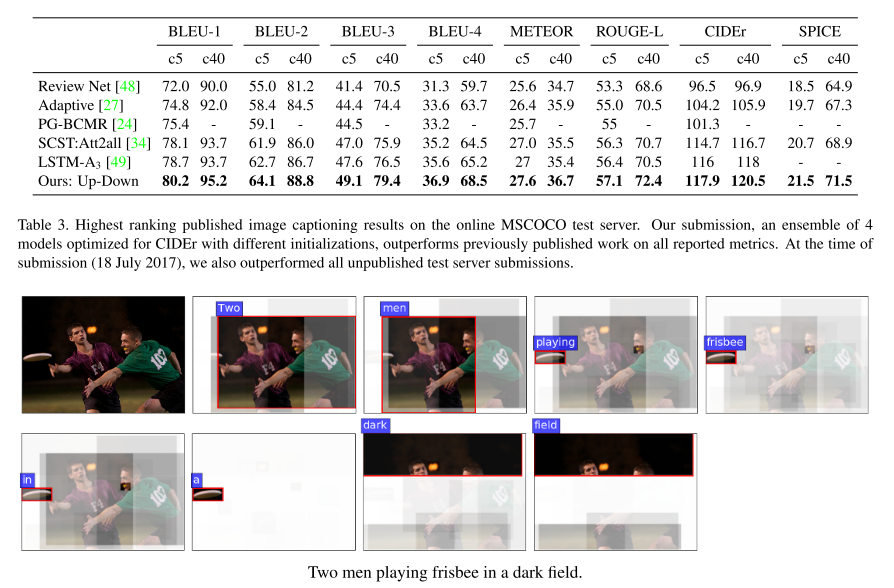 BLEU-1 BLEU-2 BLEU-3 BLEU-4 METEOR ROUGE-L CIDEr SPICE
c5 c40 c5 c40 c5 c40 c5 c40 c5 c40 c5 c40 c5 c40 c5 c40
Review Net [48] 72.0 90.0 55.0 81.2 41.4 70.5 31.3 59.7 25.6 34.7 53.3 68.6 96.5 96.9 18.5 64.9
Adaptive [27] 74.8 92.0 58.4 84.5 44.4 74.4 33.6 63.7 26.4 35.9 55.0 70.5 104.2 105.9 19.7 67.3
PG-BCMR [24] 75.4 - 59.1 - 44.5 - 33.2 - 25.7 - 55 - 101.3 - - -
SCST:Att2all [34] 78.1 93.7 61.9 86.0 47.0 75.9 35.2 64.5 27.0 35.5 56.3 70.7 114.7 116.7 20.7 68.9
LSTM-A3 [49] 78.7 93.7 62.7 86.7 47.6 76.5 35.6 65.2 27 35.4 56.4 70.5 116 118 - -
Ours: Up-Down 80.2 95.2 64.1 88.8 49.1 79.4 36.9 68.5 27.6 36.7 57.1 72.4 117.9 120.5 21.5 71.5
Table 3. Highest ranking published image captioning results on the online MSCOCO test server. Our submission, an ensemble of 4
models optimized for CIDEr with different initializations, outperforms previously published work on all reported metrics. At the time of
submission (18 July 2017), we also outperformed all unpublished test server submissions.
Two
men
playing
frisbee
in
a
dark
field
Two men playing frisbee in a dark field.